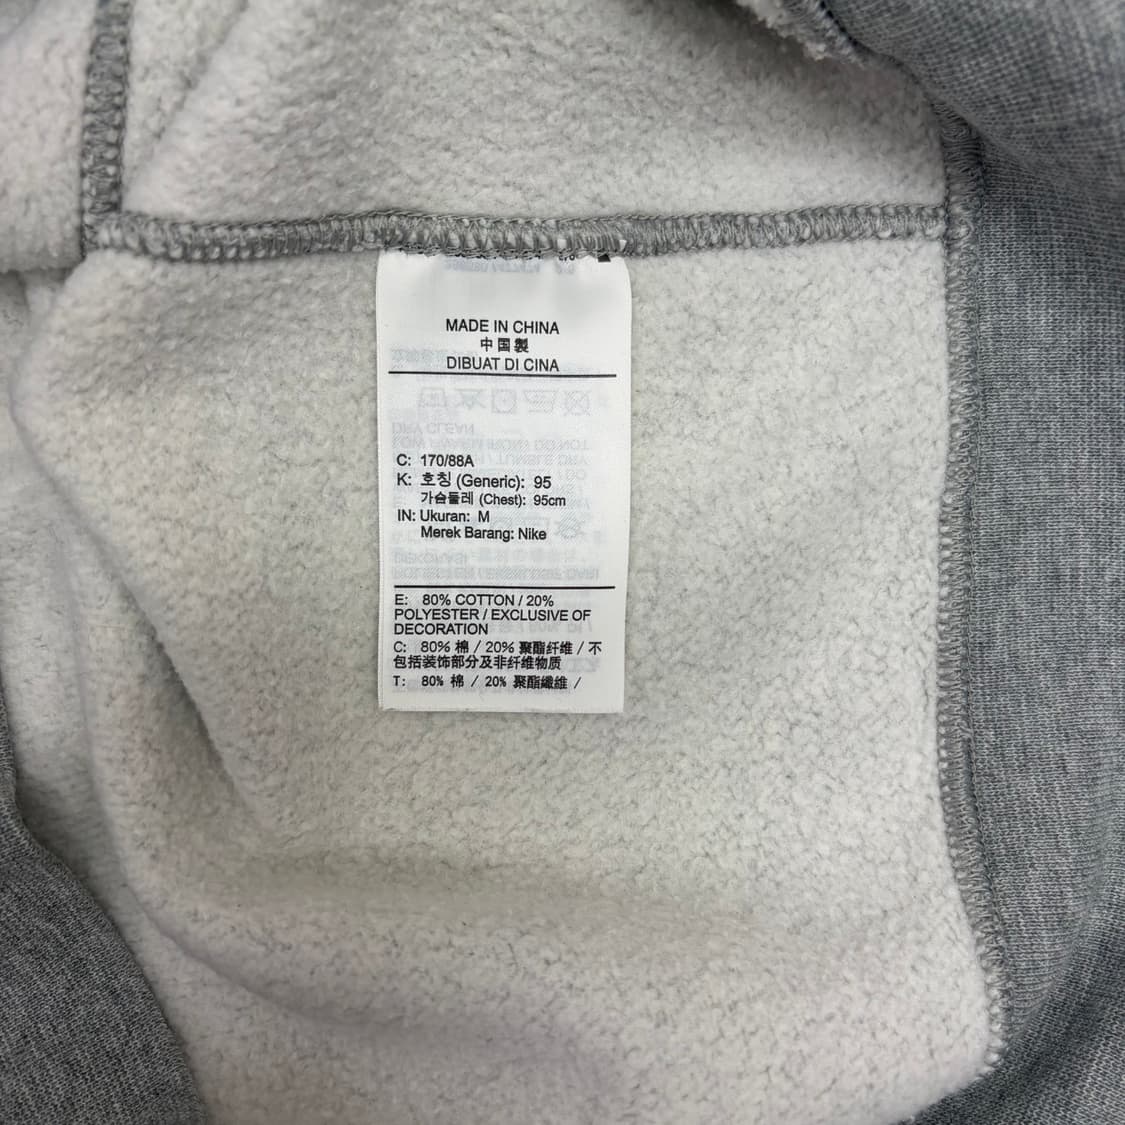 MADE IN CHINA
中国製
DIBUAT DI CINA
C: 170/88A
K: 호칭 (Generic): 95
가슴둘레 (Chest): 95cm
IN: Ukuran: M
Merek Barang: Nike
E: 80% COTTON / 20%
POLYESTER / EXCLUSIVE OF
DECORATION
C: 80% 棉 / 20% 聚酯纤维 / 不
包括装饰部分及非纤维物质
T: 80% 棉 / 20% 聚酯纖維 /